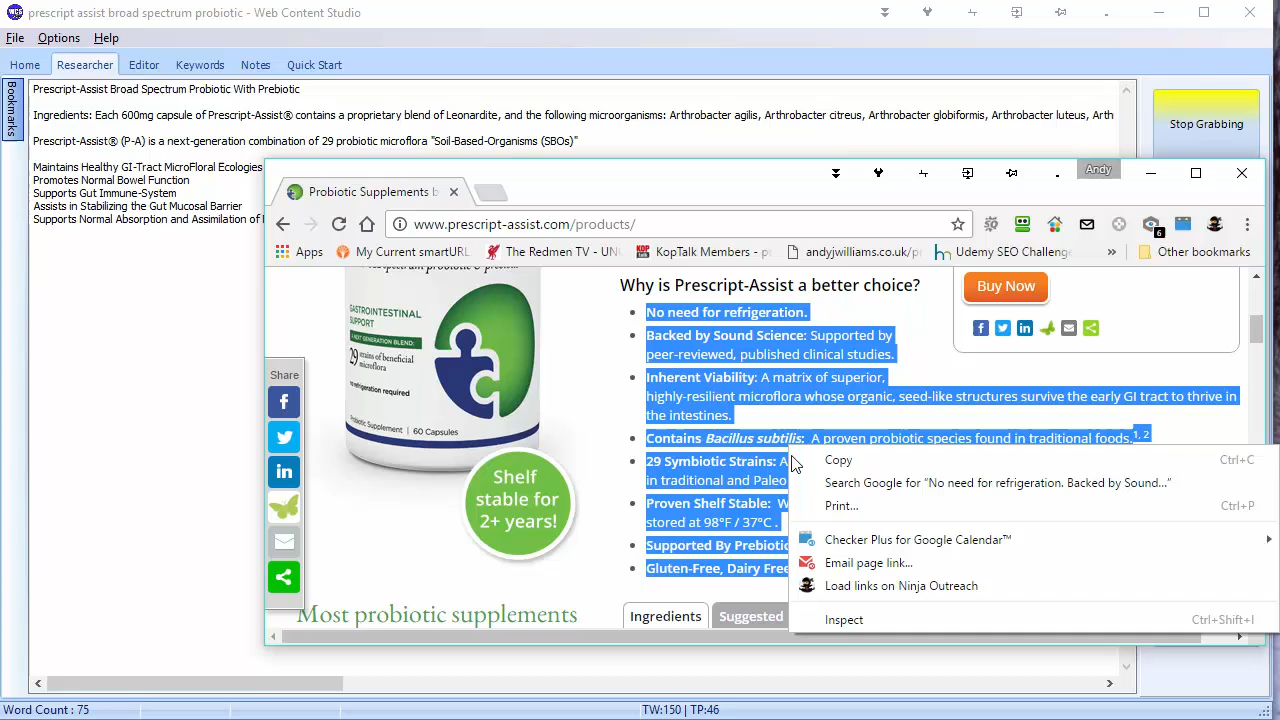 prescript assist broad spectrum probiotic - Web Content Studio
File Options Help
Home Researcher Editor Keywords Notes Quick Start
Bookmarks
Prescript-Assist Broad Spectrum Probiotic With Prebiotic
Ingredients: Each 600mg capsule of Prescript-Assist® contains a proprietary blend of Leonardite, and the following microorganisms: Arthrobacter agilis, Arthrobacter citreus, Arthrobacter globiformis, Arthrobacter luteus, Arth
Prescript-Assist® (P-A) is a next-generation combination of 29 probiotic microflora "Soil-Based-Organisms (SBOs)"
Maintains Healthy GI-Tract MicroFloral Ecologies
Promotes Normal Bowel Function
Supports Gut Immune-System
Assists in Stabilizing the Gut Mucosal Barrier
Supports Normal Absorption and Assimilation of
Stop Grabbing
Andy
Probiotic Supplements b
www.prescript-assist.com/products/
6
Apps My Current smartURL The Redmen TV - UN KopTalk Members - p andyjwilliams.co.uk/p Udemy SEO Challenge » Other bookmarks
GASTROINTESTINAL
SUPPORT
A NEXT GENERATION BLEND:
29 strains of beneficial
microflora
no refrigeration required
Probiotic Supplement | 60 Capsules
Shelf
stable for
2+ years!
Share
Why is Prescript-Assist a better choice?
No need for refrigeration.
Backed by Sound Science: Supported by
peer-reviewed, published clinical studies.
Inherent Viability: A matrix of superior,
highly-resilient microflora whose organic, seed-like structures survive the early GI tract to thrive in
the intestines.
Contains Bacillus subtilis: A proven probiotic species found in traditional foods.1, 2
29 Symbiotic Strains: A
in traditional and Paleo
Proven Shelf Stable: W
stored at 98°F / 37°C .
Supported By Prebiotic
Gluten-Free, Dairy Free
Buy Now
Copy Ctrl+C
Search Google for “No need for refrigeration. Backed by Sound...”
Print... Ctrl+P
Checker Plus for Google Calendar™
Email page link...
Load links on Ninja Outreach
Inspect Ctrl+Shift+I
Most probiotic supplements
Ingredients Suggested
Word Count : 75
TW:150 | TP:46